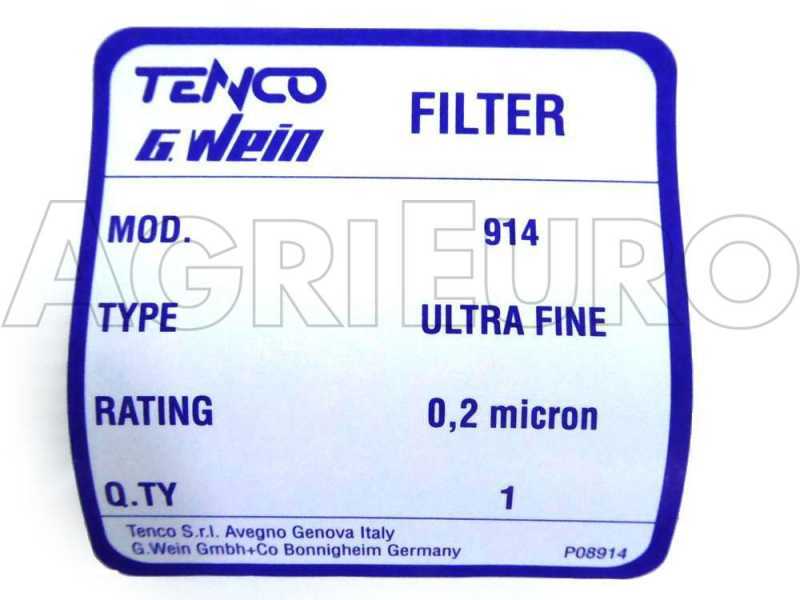 TENCO
G. Wein
FILTER
MOD. 914
AGRIEURO
TYPE ULTRA FINE
RATING 0,2 micron
Q.TY 1
Tenco S.r.l. Avegno Genova Italy
G.Wein Gmbh+Co Bonnigheim Germany
P08914